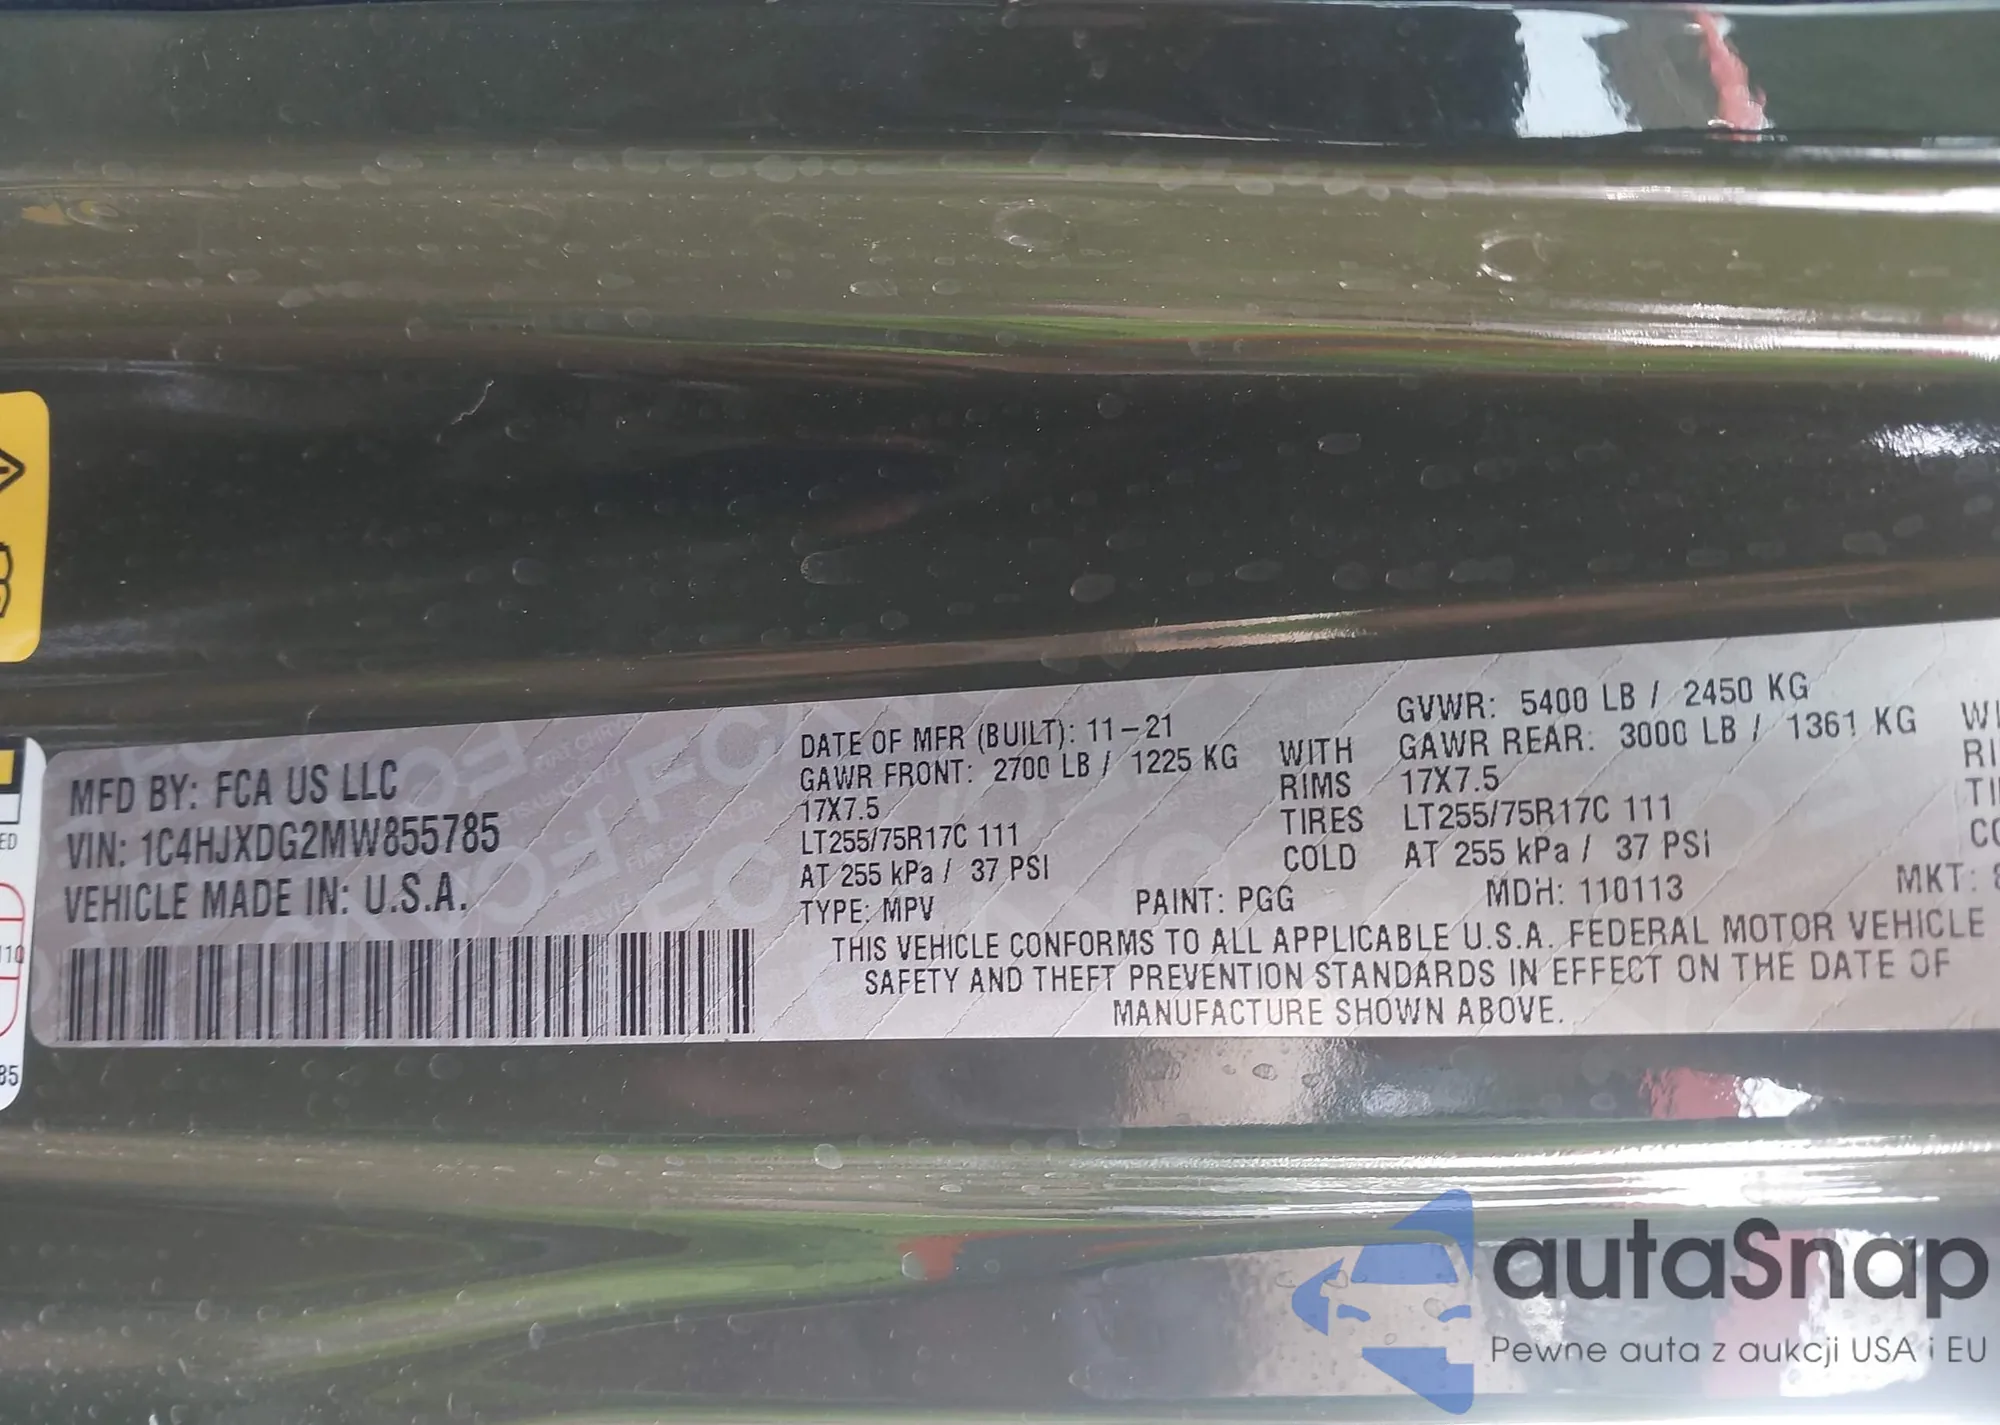 MFD BY: FCA US LLC
VIN: 1C4HJXDG2MW855785
VEHICLE MADE IN: U.S.A.
DATE OF MFR (BUILT): 11-21
GVWR: 5400 LB / 2450 KG
GAWR FRONT: 2700 LB / 1225 KG WITH GAWR REAR: 3000 LB / 1361 KG
17X7.5 RIMS 17X7.5
LT255/75R17C 111 TIRES LT255/75R17C 111
AT 255 kPa / 37 PSI COLD AT 255 kPa / 37 PSI
TYPE: MPV PAINT: PGG MDH: 110113 MKT:
THIS VEHICLE CONFORMS TO ALL APPLICABLE U.S.A. FEDERAL MOTOR VEHICLE
SAFETY AND THEFT PREVENTION STANDARDS IN EFFECT ON THE DATE OF
MANUFACTURE SHOWN ABOVE.
autaSnap
Pewne auta z aukcji USA i EU